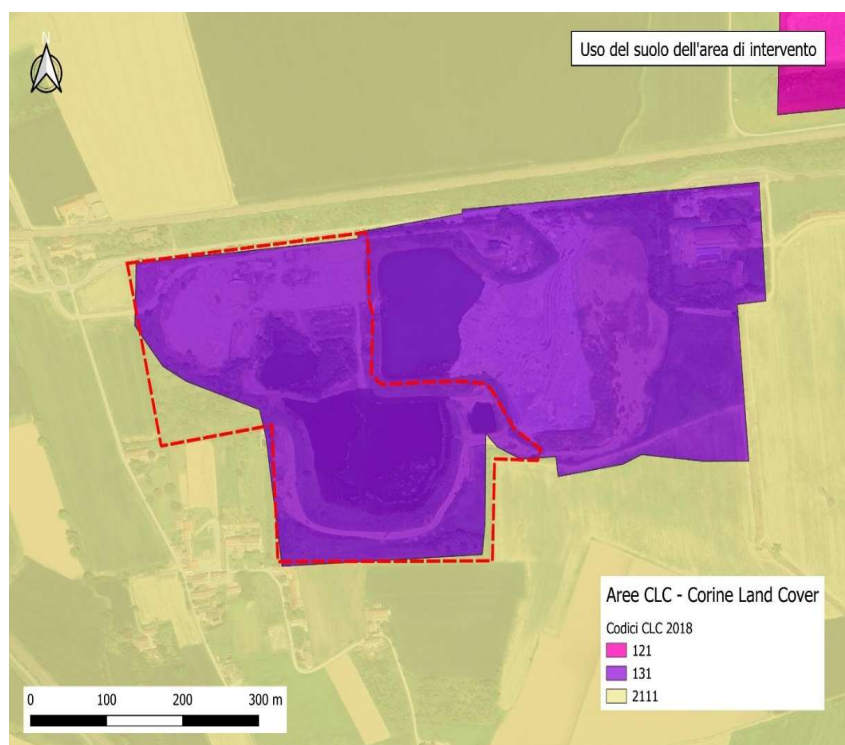 N
Uso del suolo dell'area di intervento
Aree CLC - Corine Land Cover
Codici CLC 2018
121
131
2111
0 100 200 300 m